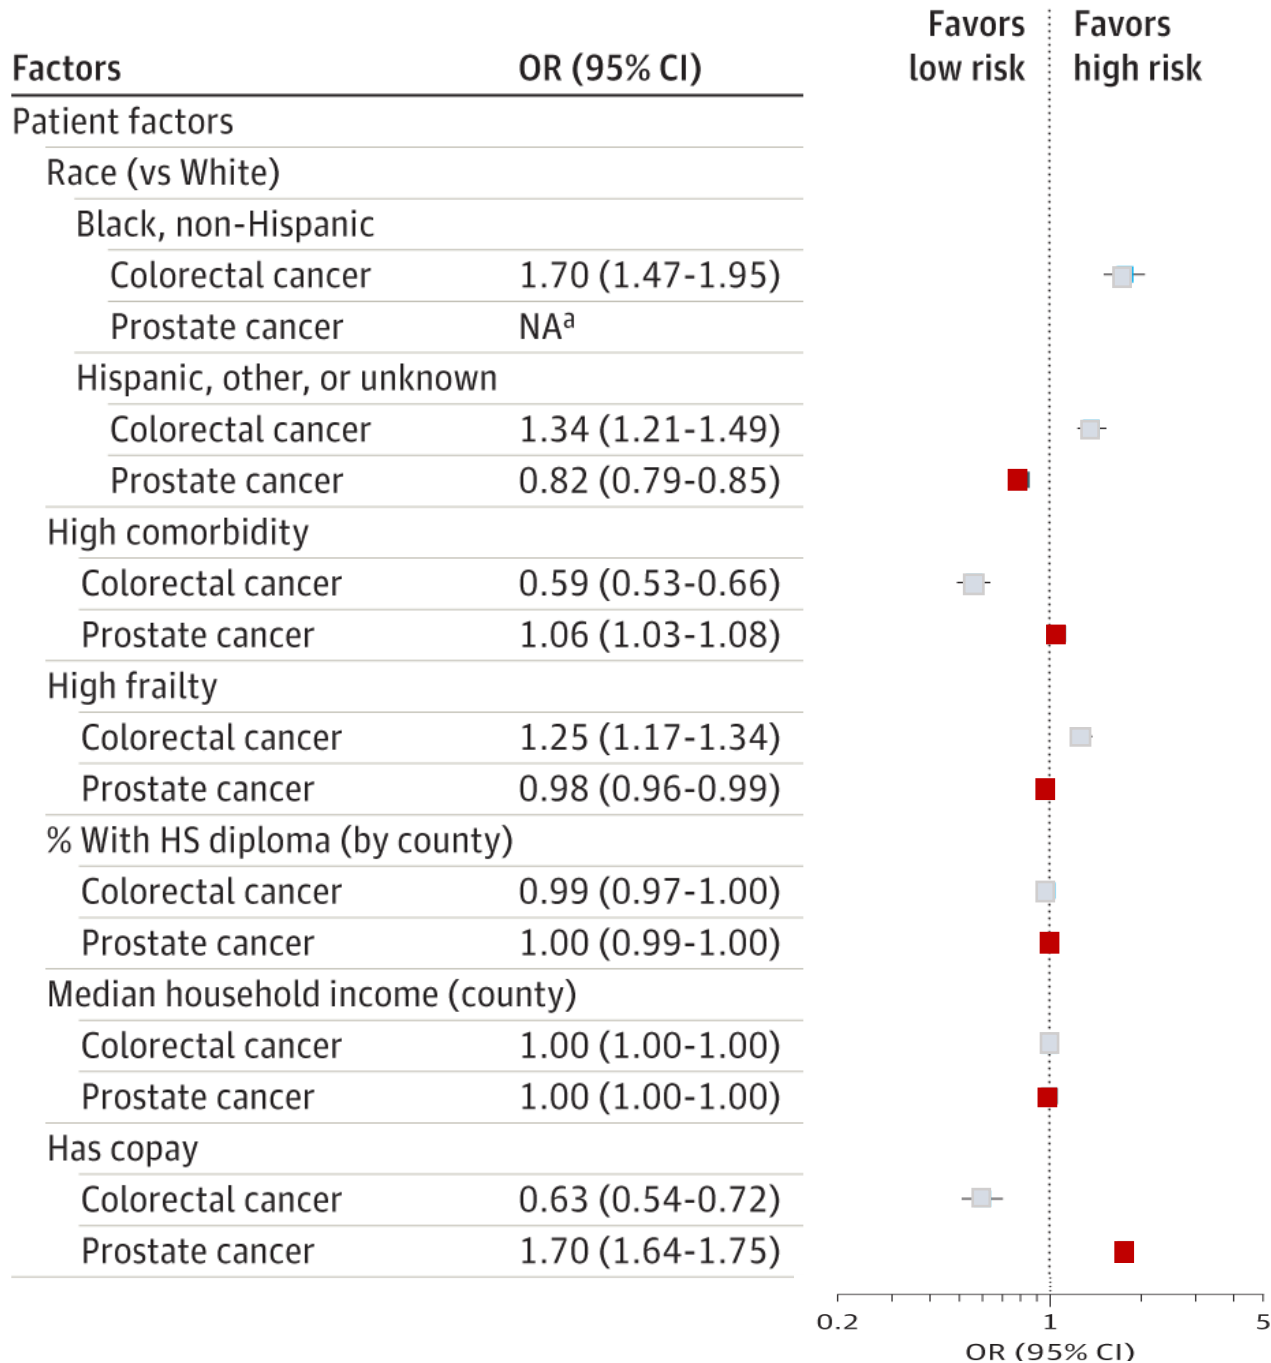 Favors Favors
Factors OR (95% CI) low risk high risk
Patient factors
Race (vs White)
Black, non-Hispanic
Colorectal cancer 1.70 (1.47-1.95)
Prostate cancer NAª
Hispanic, other, or unknown
Colorectal cancer 1.34 (1.21-1.49)
Prostate cancer 0.82 (0.79-0.85)
High comorbidity
Colorectal cancer 0.59 (0.53-0.66)
Prostate cancer 1.06 (1.03-1.08)
High frailty
Colorectal cancer 1.25 (1.17-1.34)
Prostate cancer 0.98 (0.96-0.99)
% With HS diploma (by county)
Colorectal cancer 0.99 (0.97-1.00)
Prostate cancer 1.00 (0.99-1.00)
Median household income (county)
Colorectal cancer 1.00 (1.00-1.00)
Prostate cancer 1.00 (1.00-1.00)
Has copay
Colorectal cancer 0.63 (0.54-0.72)
Prostate cancer 1.70 (1.64-1.75)
0.2 1 5
OR (95% CI)